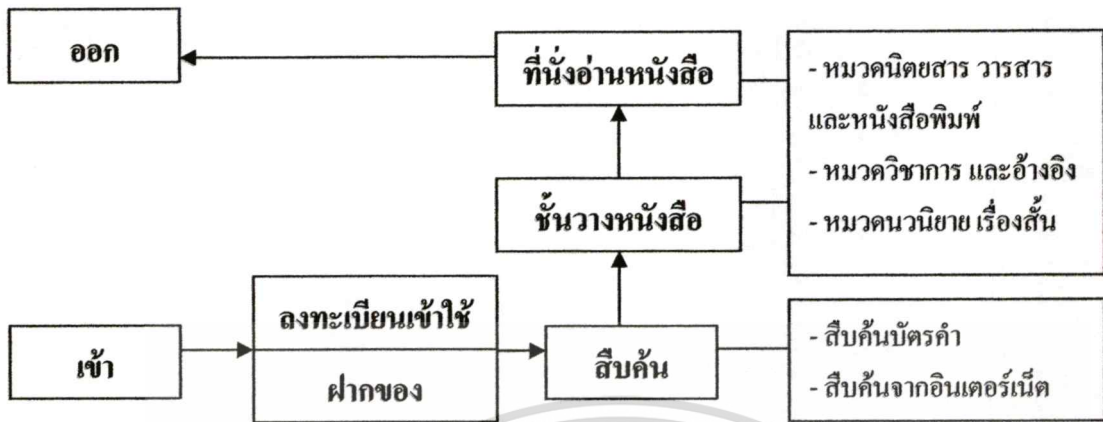 ออก
ที่นั่งอ่านหนังสือ
- หมวดนิตยสาร วารสาร
และหนังสือพิมพ์
- หมวดวิชาการ และอ้างอิง
- หมวดนวนิยาย เรื่องสั้น
ชั้นวางหนังสือ
เข้า
ลงทะเบียนเข้าใช้
ฝากของ
สืบค้น
- สืบค้นบัตรคำ
- สืบค้นจากอินเตอร์เน็ต